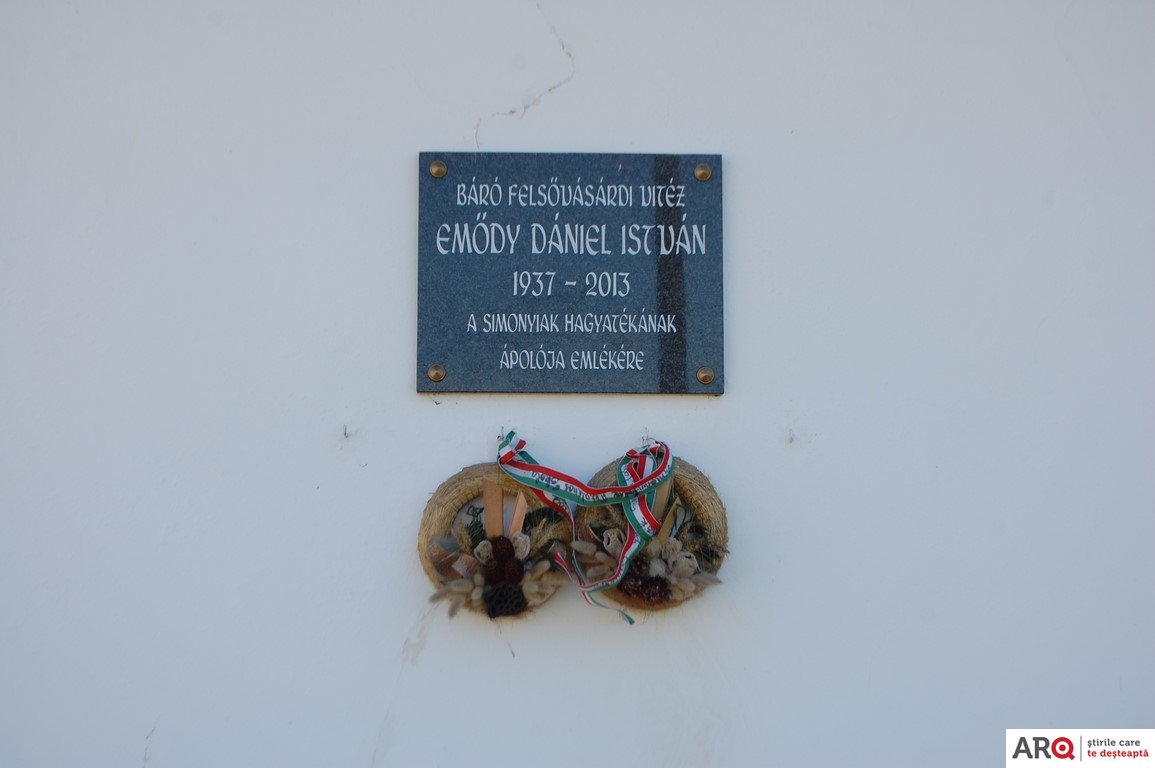 BÁRÓ FELSŐVÁSÁRDI VITÉZ
EMŐDY DÁNIEL ISTVÁN
1937 - 2013
A SIMONYIAK HAGYATÉKÁNAK
ÁPOLÓJA EMLÉKÉRE
ARQ
știrile care
te deșteaptă